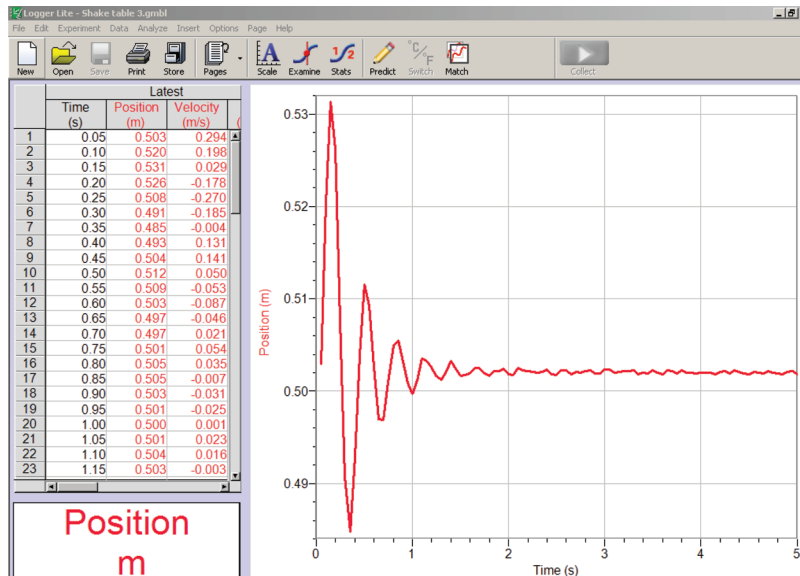 Logger Lite - Shake table 3.gmbl
File Edit Experiment Data Analyze Insert Options Page Help
New Open Save Print Store Pages Scale Examine Stats Predict Switch Match Collect
Latest
Time Position Velocity
(s) (m) (m/s) (
1 0.05 0.503 0.294
2 0.10 0.520 0.198
3 0.15 0.531 0.029
4 0.20 0.526 -0.178
5 0.25 0.508 -0.270
6 0.30 0.491 -0.185
7 0.35 0.485 -0.004
8 0.40 0.493 0.131
9 0.45 0.504 0.141
10 0.50 0.512 0.050
11 0.55 0.509 -0.053
12 0.60 0.503 -0.087
13 0.65 0.497 -0.046
14 0.70 0.497 0.021
15 0.75 0.501 0.054
16 0.80 0.505 0.035
17 0.85 0.505 -0.007
18 0.90 0.503 -0.031
19 0.95 0.501 -0.025
20 1.00 0.500 0.001
21 1.05 0.501 0.023
22 1.10 0.504 0.016
23 1.15 0.503 -0.003
Position
m
Position (m)
0.53
0.52
0.51
0.50
0.49
0 1 2 3 4 5
Time (s)